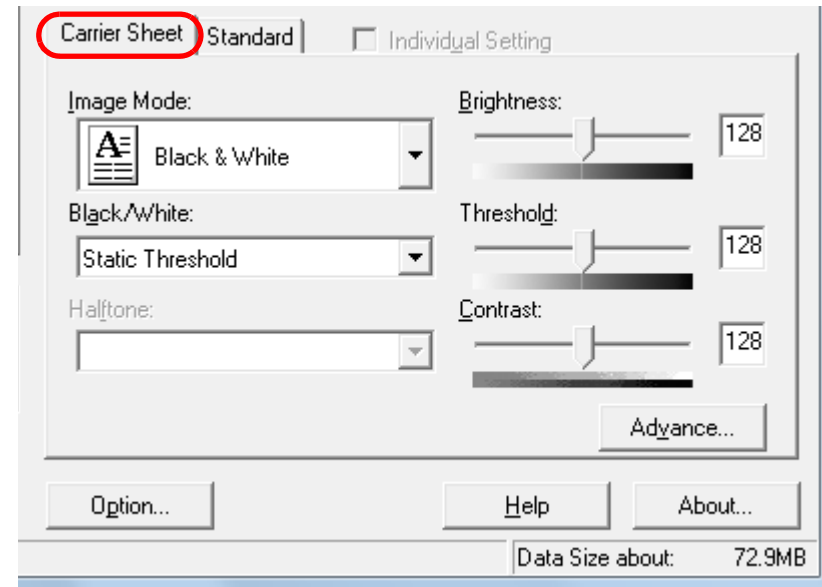 Carrier Sheet Standard Individual Setting
Image Mode: Brightness:
A Black & White 128
Black/White: Threshold:
Static Threshold 128
Halftone: Contrast:
128
Advance...
Option... Help About...
Data Size about: 72.9MB